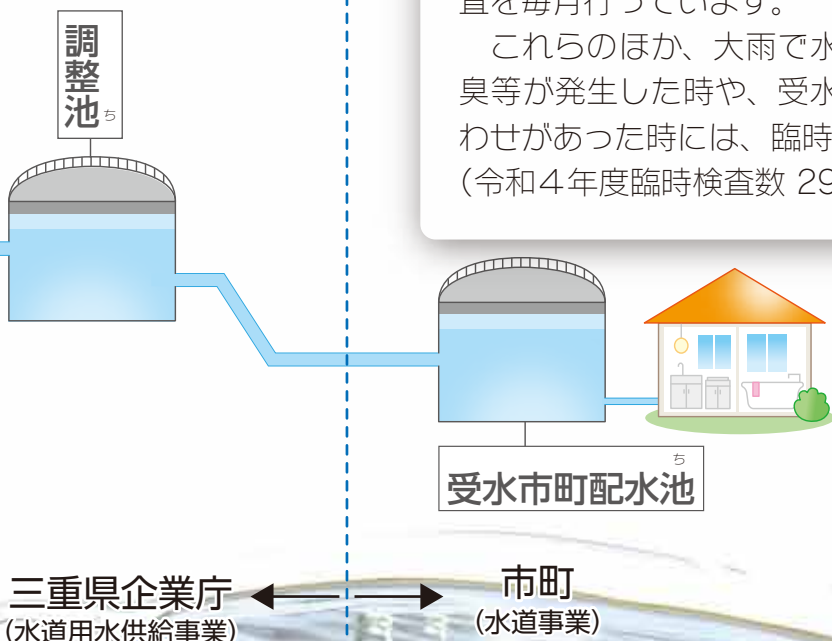 調整池
ち
査を毎月行っています。
これらのほか、大雨で水
臭等が発生した時や、受水
わせがあった時には、臨時
(令和4年度臨時検査数 29
ち
受水市町配水池
三重県企業庁
(水道用水供給事業)
市町
(水道事業)